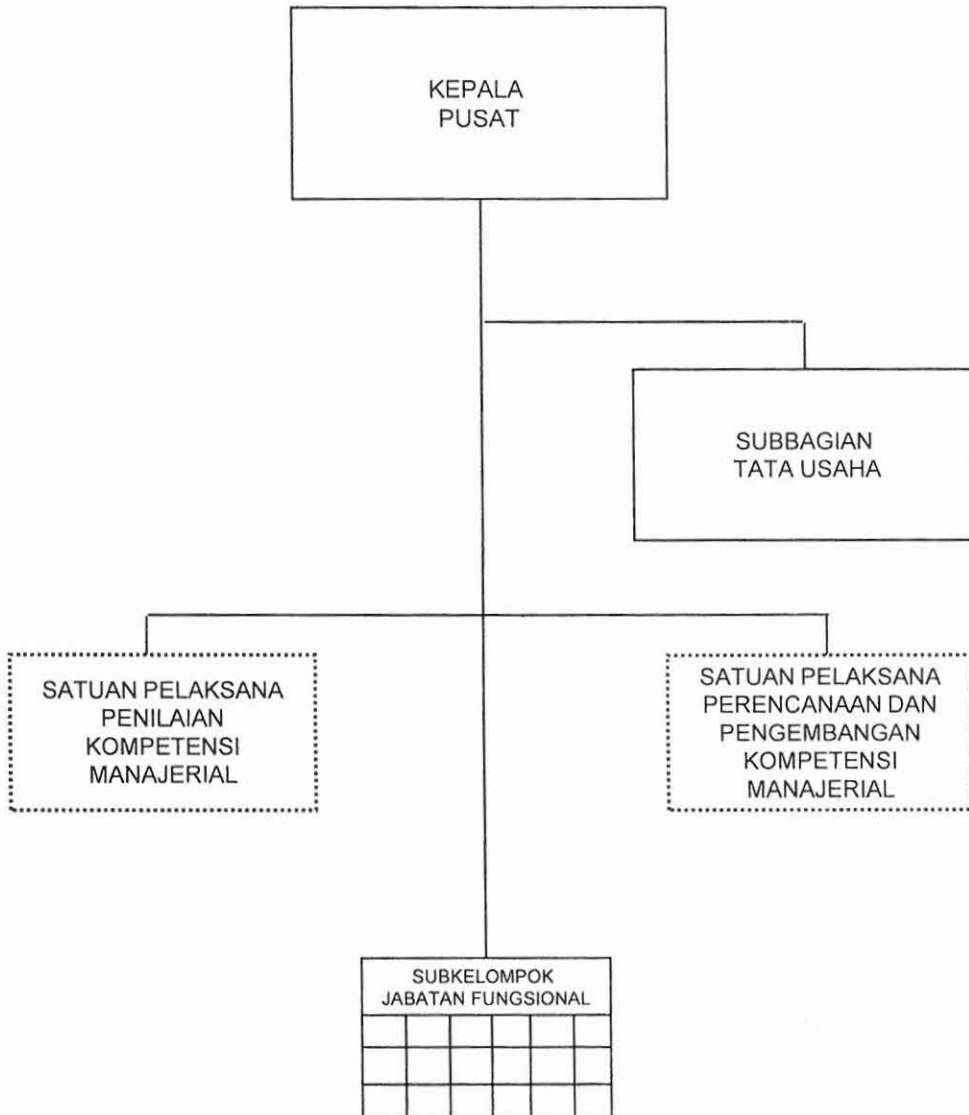 KEPALA
PUSAT
SUBBAGIAN
TATA USAHA
SATUAN PELAKSANA
PENILAIAN
KOMPETENSI
MANAJERIAL
SATUAN PELAKSANA
PERENCANAAN DAN
PENGEMBANGAN
KOMPETENSI
MANAJERIAL
SUBKELOMPOK
JABATAN FUNGSIONAL